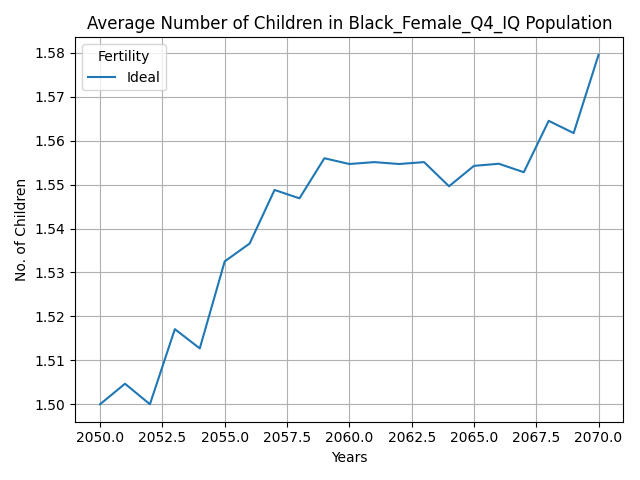 Average Number of Children in Black_Female_Q4_IQ Population
Fertility
Ideal
1.58
1.57
1.56
1.55
1.54
1.53
1.52
1.51
1.50
No. of Children
2050.0 2052.5 2055.0 2057.5 2060.0 2062.5 2065.0 2067.5 2070.0
Years